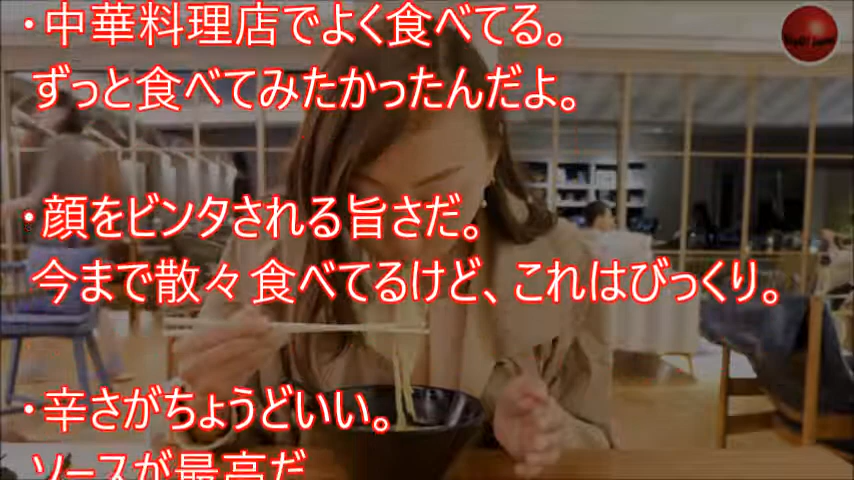 ・中華料理店でよく食べてる。
ずっと食べてみたかったんだよ。
・顔をビンタされる旨さだ。
今まで散々食べてるけど、これはびっくり。
・辛さがちょうどいい。
ソースが最高だ